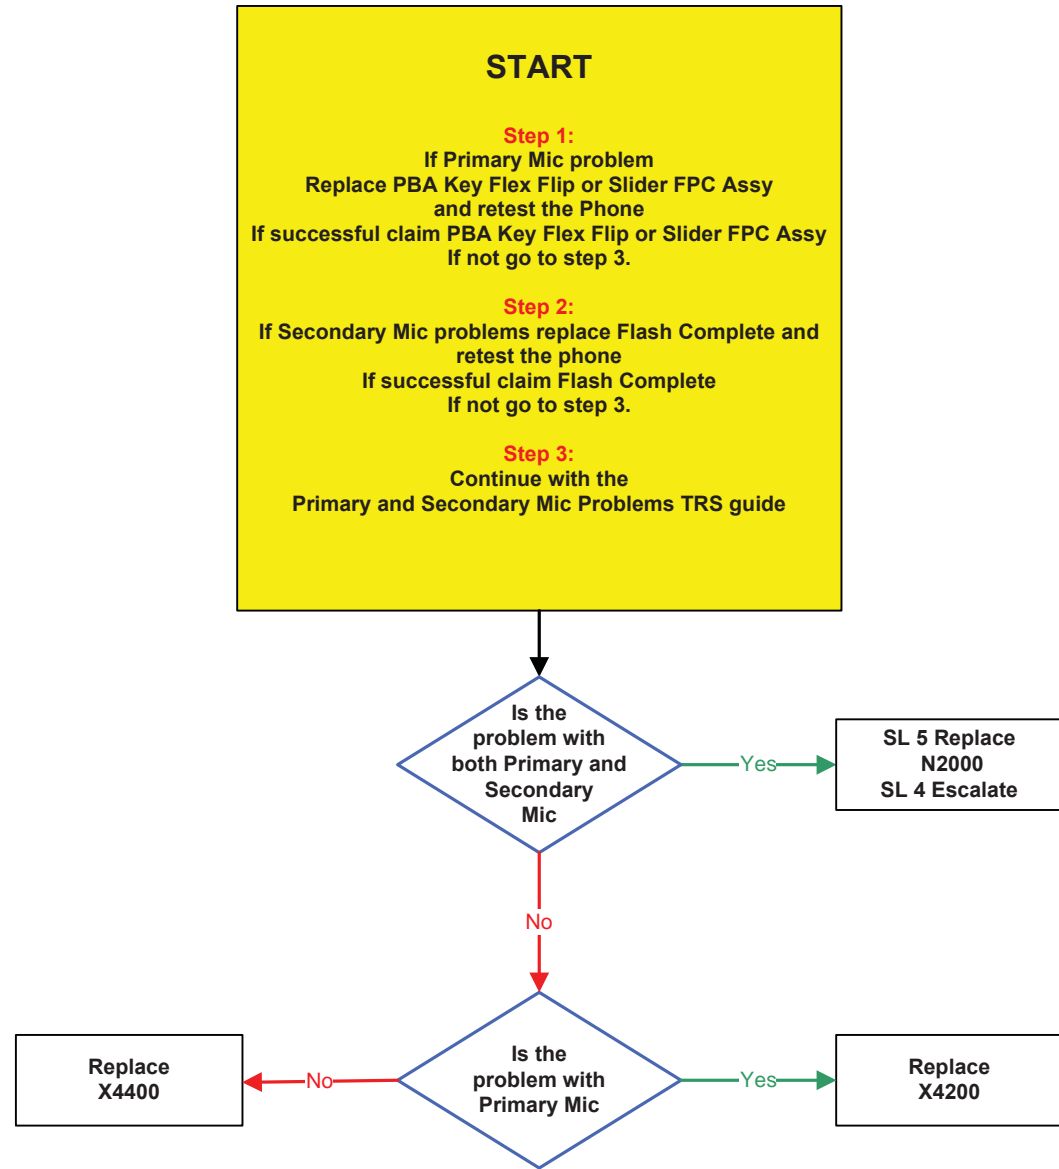 START
Step 1:
If Primary Mic problem
Replace PBA Key Flex Flip or Slider FPC Assy
and retest the Phone
If successful claim PBA Key Flex Flip or Slider FPC Assy
If not go to step 3.
Step 2:
If Secondary Mic problems replace Flash Complete and
retest the phone
If successful claim Flash Complete
If not go to step 3.
Step 3:
Continue with the
Primary and Secondary Mic Problems TRS guide
Is the
problem with
both Primary and
Secondary
Mic
Yes
SL 5 Replace
N2000
SL 4 Escalate
No
Is the
problem with
Primary Mic
No
Replace
X4400
Yes
Replace
X4200